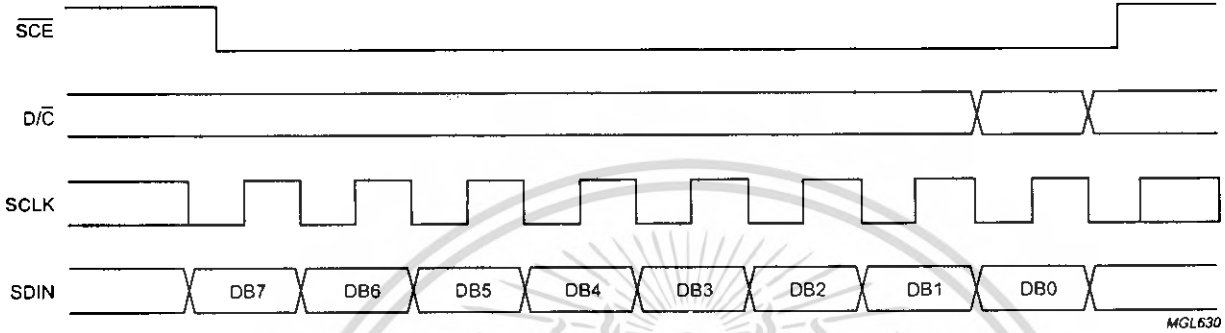 SCE
D/C
SCLK
SDIN DB7 DB6 DB5 DB4 DB3 DB2 DB1 DB0
MGL630